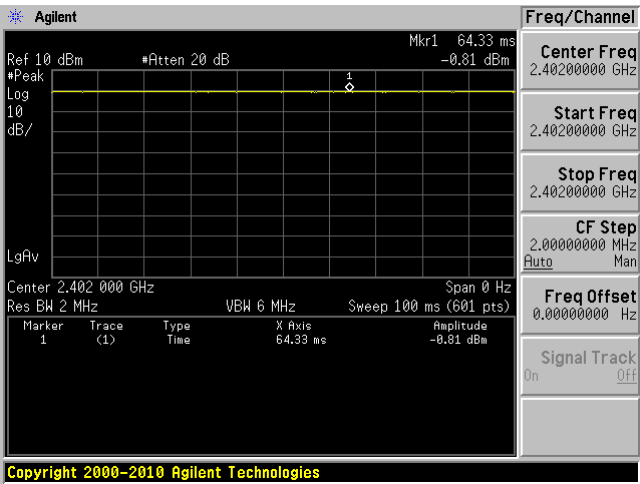 Agilent
Freq/Channel
Mkr1 64.33 ms
Ref 10 dBm #Atten 20 dB -0.81 dBm
#Peak
Log
10
dB/
1
LgAv
Center 2.402 000 GHz Span 0 Hz
Res BW 2 MHz VBW 6 MHz Sweep 100 ms (601 pts)
Marker Trace Type X Axis Amplitude
1 (1) Time 64.33 ms -0.81 dBm
Center Freq
2.40200000 GHz
Start Freq
2.40200000 GHz
Stop Freq
2.40200000 GHz
CF Step
2.00000000 MHz
Auto Man
Freq Offset
0.00000000 Hz
Signal Track
On Off
Copyright 2000-2010 Agilent Technologies